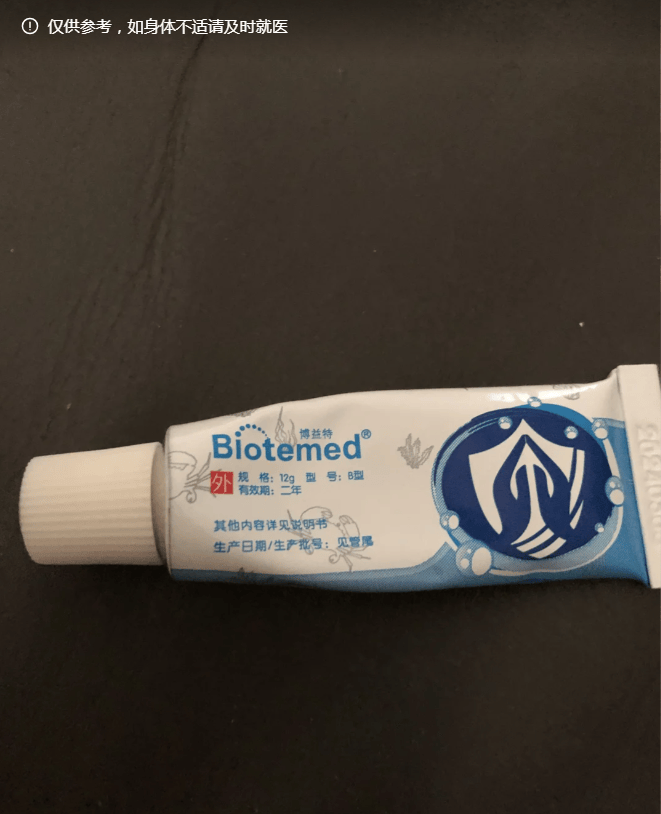 仅供参考，如身体不适请及时就医
博益特
Biotemed®
外
规 格：12g 型 号：B型
有效期：二年
其他内容详见说明书
生产日期/生产批号：见管尾